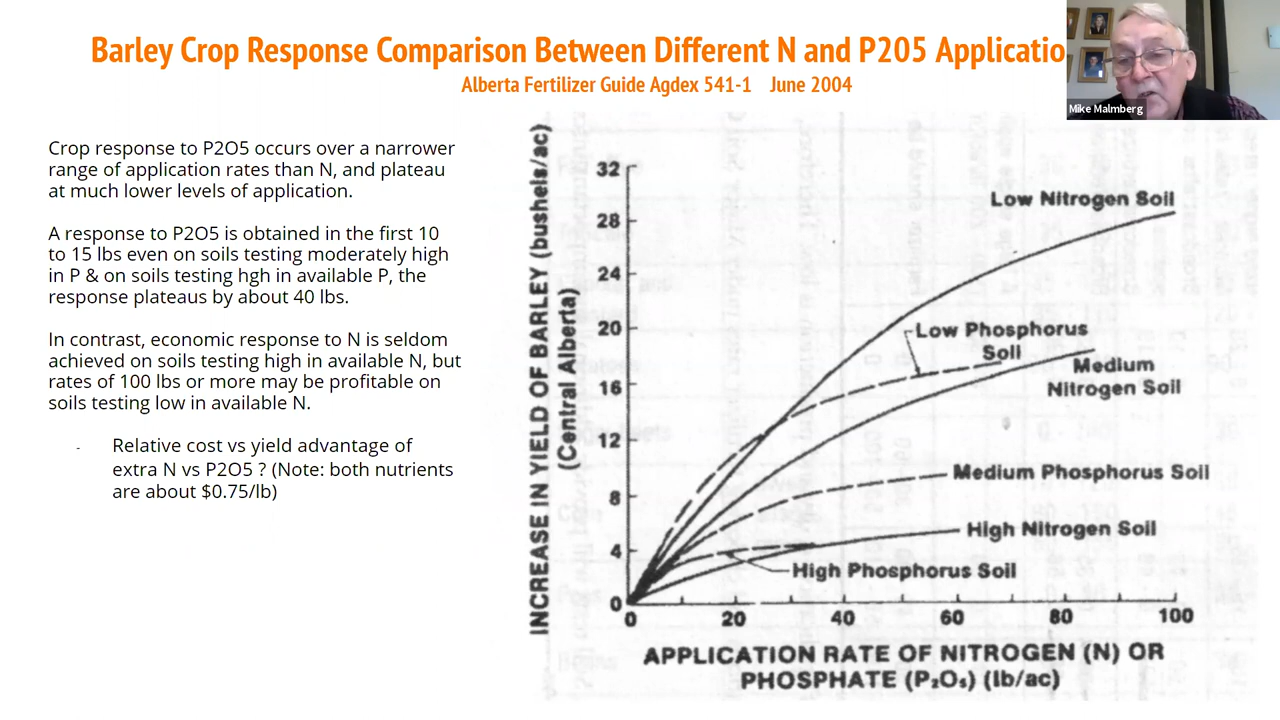 Barley Crop Response Comparison Between Different N and P205 Applicatio
Alberta Fertilizer Guide Agdex 541-1 June 2004
Mike Malmberg
Crop response to P2O5 occurs over a narrower
range of application rates than N, and plateau
at much lower levels of application.
A response to P2O5 is obtained in the first 10
to 15 lbs even on soils testing moderately high
in P & on soils testing hgh in available P, the
response plateaus by about 40 lbs.
In contrast, economic response to N is seldom
achieved on soils testing high in available N, but
rates of 100 lbs or more may be profitable on
soils testing low in available N.
- Relative cost vs yield advantage of
extra N vs P2O5 ? (Note: both nutrients
are about $0.75/lb)
INCREASE IN YIELD OF BARLEY (bushels/ac)
(Central Alberta)
32
28
24
20
16
12
8
4
0
Low Nitrogen Soil
Low Phosphorus
Soil
Medium
Nitrogen Soil
Medium Phosphorus Soil
High Nitrogen Soil
High Phosphorus Soil
0 20 40 60 80 100
APPLICATION RATE OF NITROGEN (N) OR
PHOSPHATE (P₂O₅) (lb/ac)